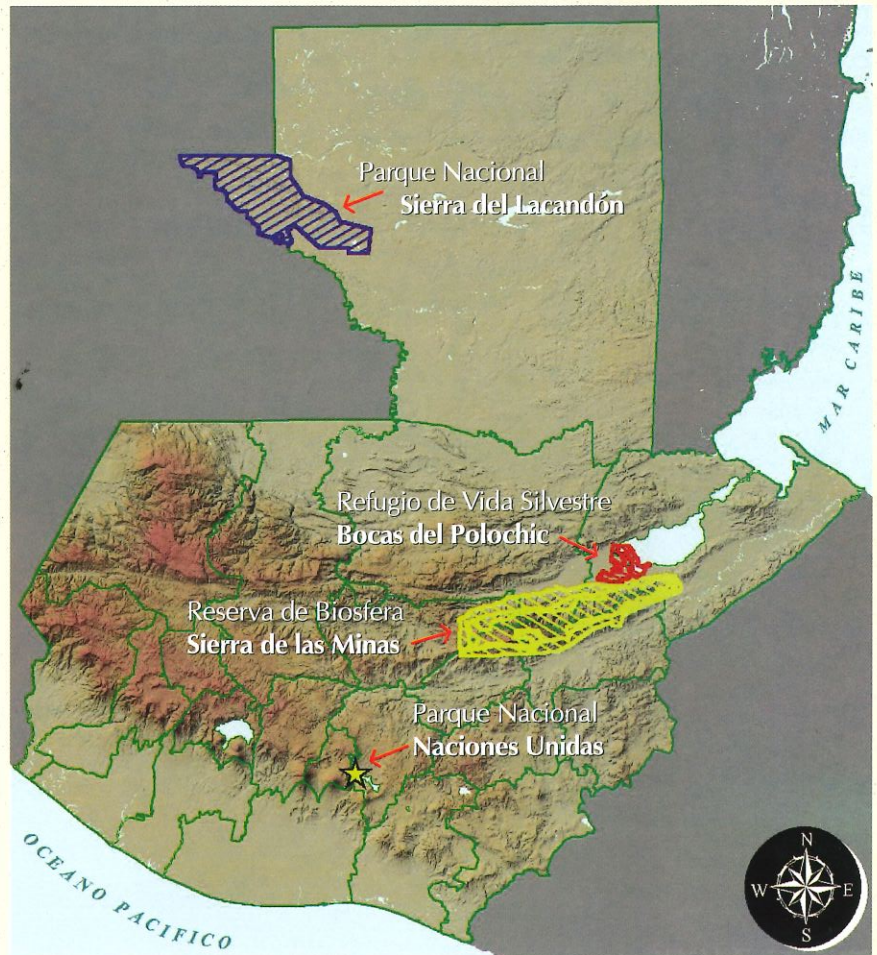 Parque Nacional
Sierra del Lacandón
MAR CARIBE
Refugio de Vida Silvestre
Bocas del Polochic
Reserva de Biosfera
Sierra de las Minas
Parque Nacional
Naciones Unidas
OCEANO PACIFICO
N
W E
S